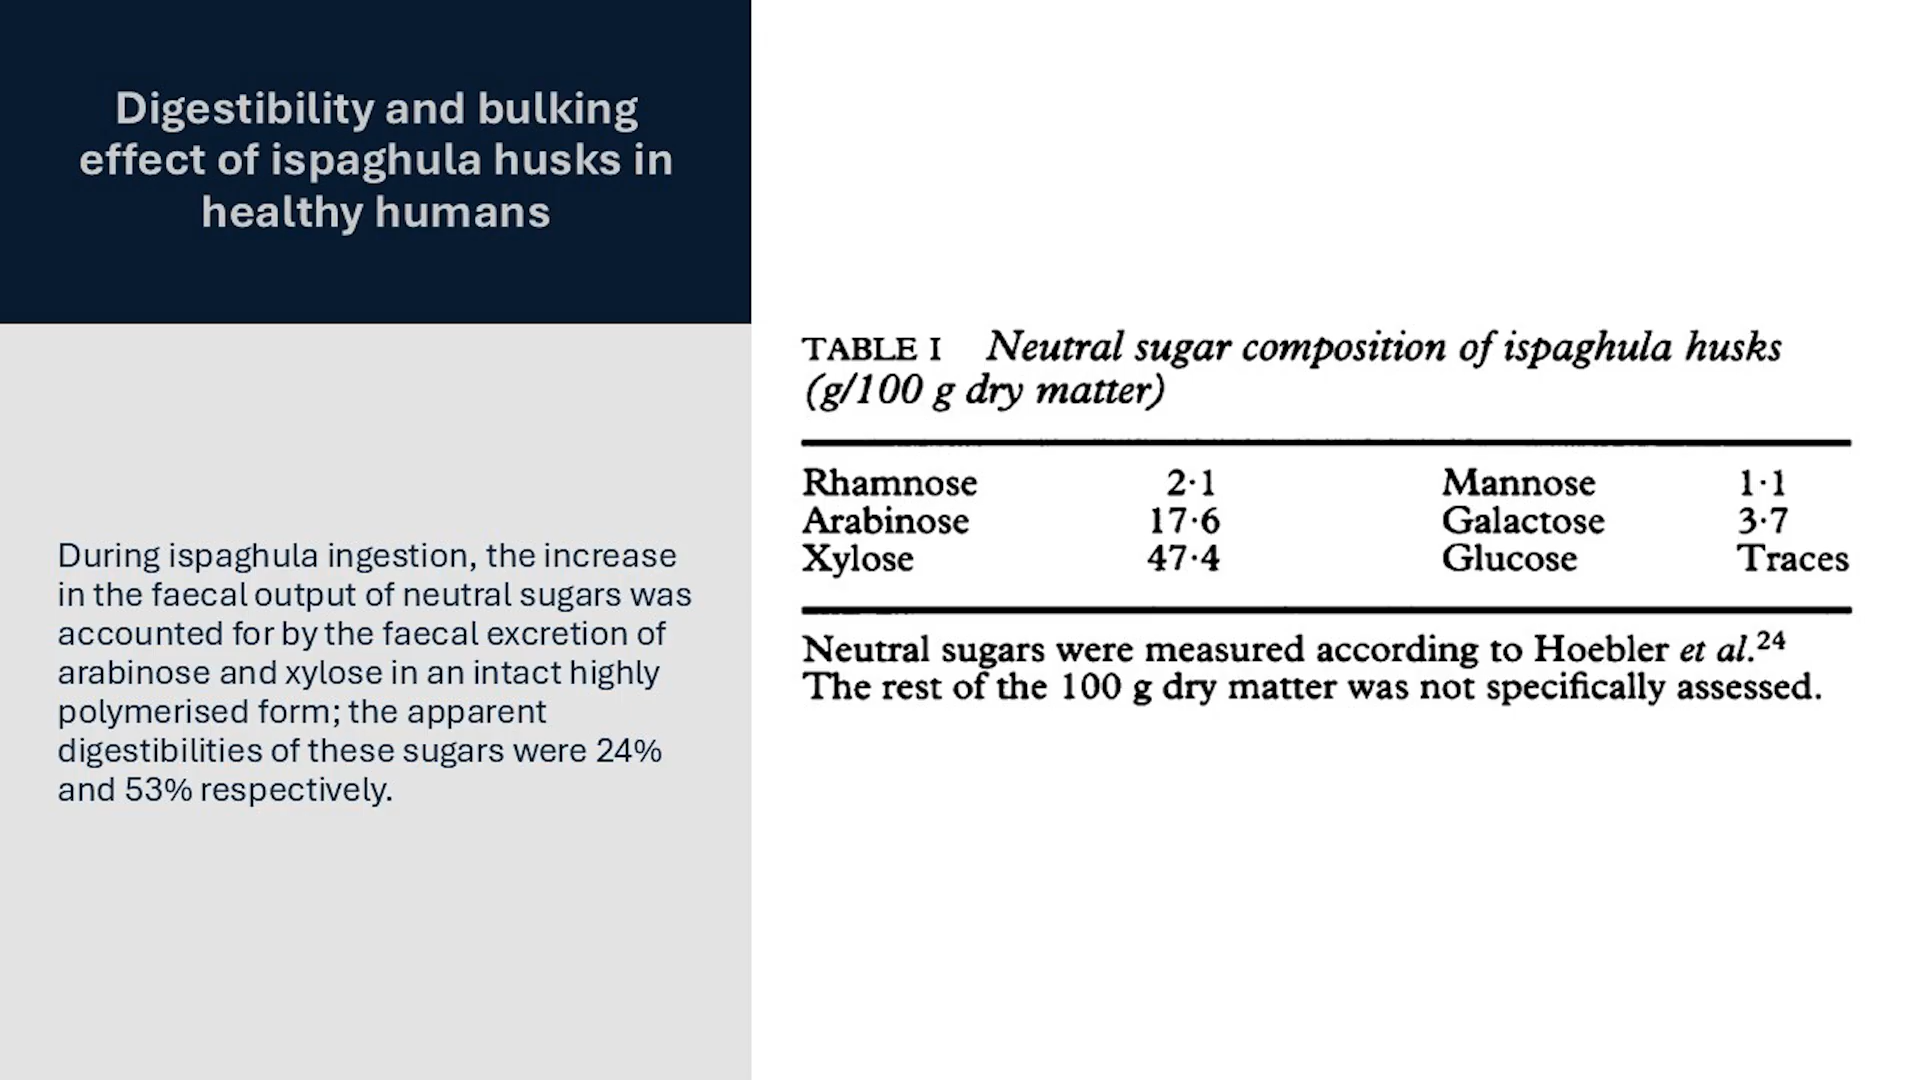 Digestibility and bulking
effect of ispaghula husks in
healthy humans
During ispaghula ingestion, the increase
in the faecal output of neutral sugars was
accounted for by the faecal excretion of
arabinose and xylose in an intact highly
polymerised form; the apparent
digestibilities of these sugars were 24%
and 53% respectively.
TABLE I Neutral sugar composition of ispaghula husks
(g/100 g dry matter)
Rhamnose 2·1 Mannose 1·1
Arabinose 17·6 Galactose 3·7
Xylose 47·4 Glucose Traces
Neutral sugars were measured according to Hoebler et al.²⁴
The rest of the 100 g dry matter was not specifically assessed.